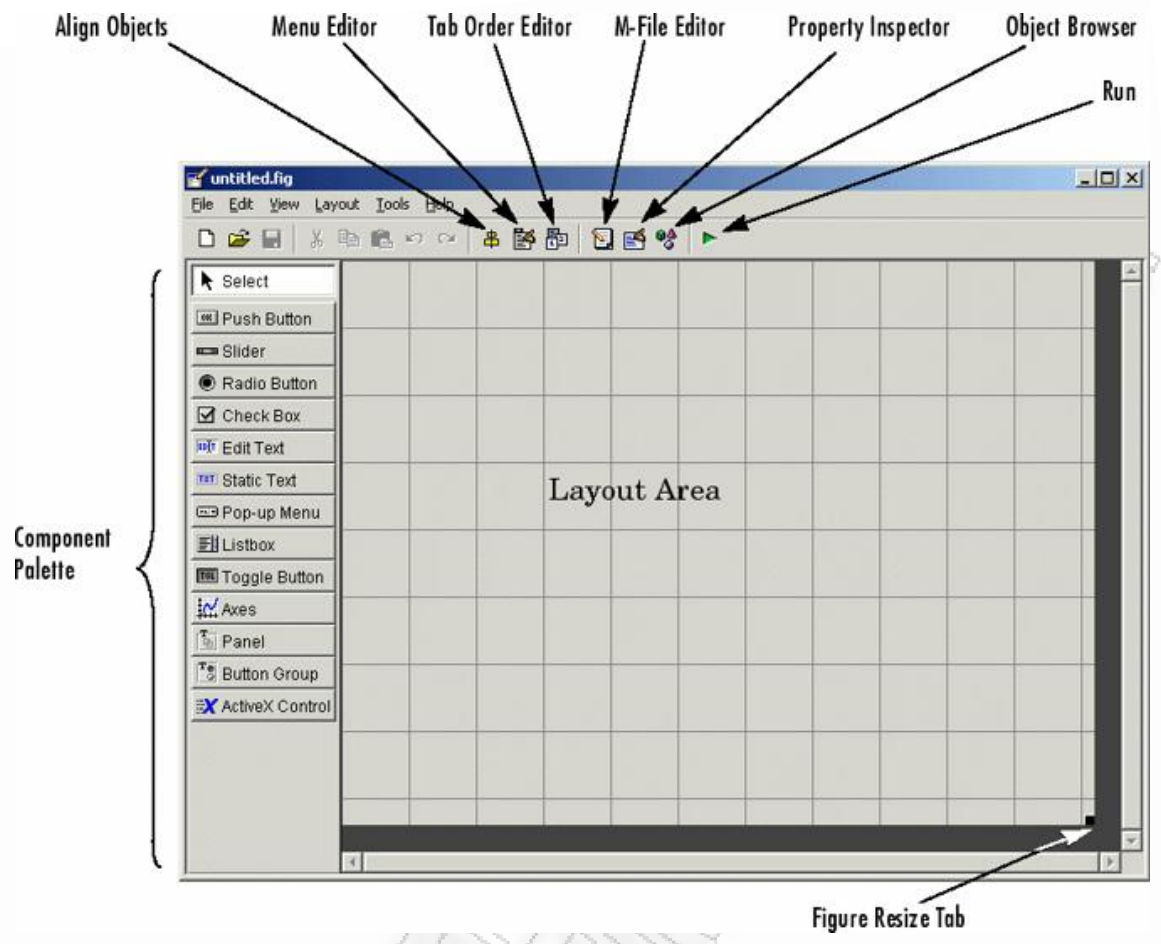 Align Objects
Menu Editor
Tab Order Editor
M-File Editor
Property Inspector
Object Browser
Run
untitled.fig
File Edit View Layout Tools Help
Select
Push Button
Slider
Radio Button
Check Box
Edit Text
Static Text
Pop-up Menu
Listbox
Toggle Button
Axes
Panel
Button Group
ActiveX Control
Layout Area
Component
Palette
Figure Resize Tab